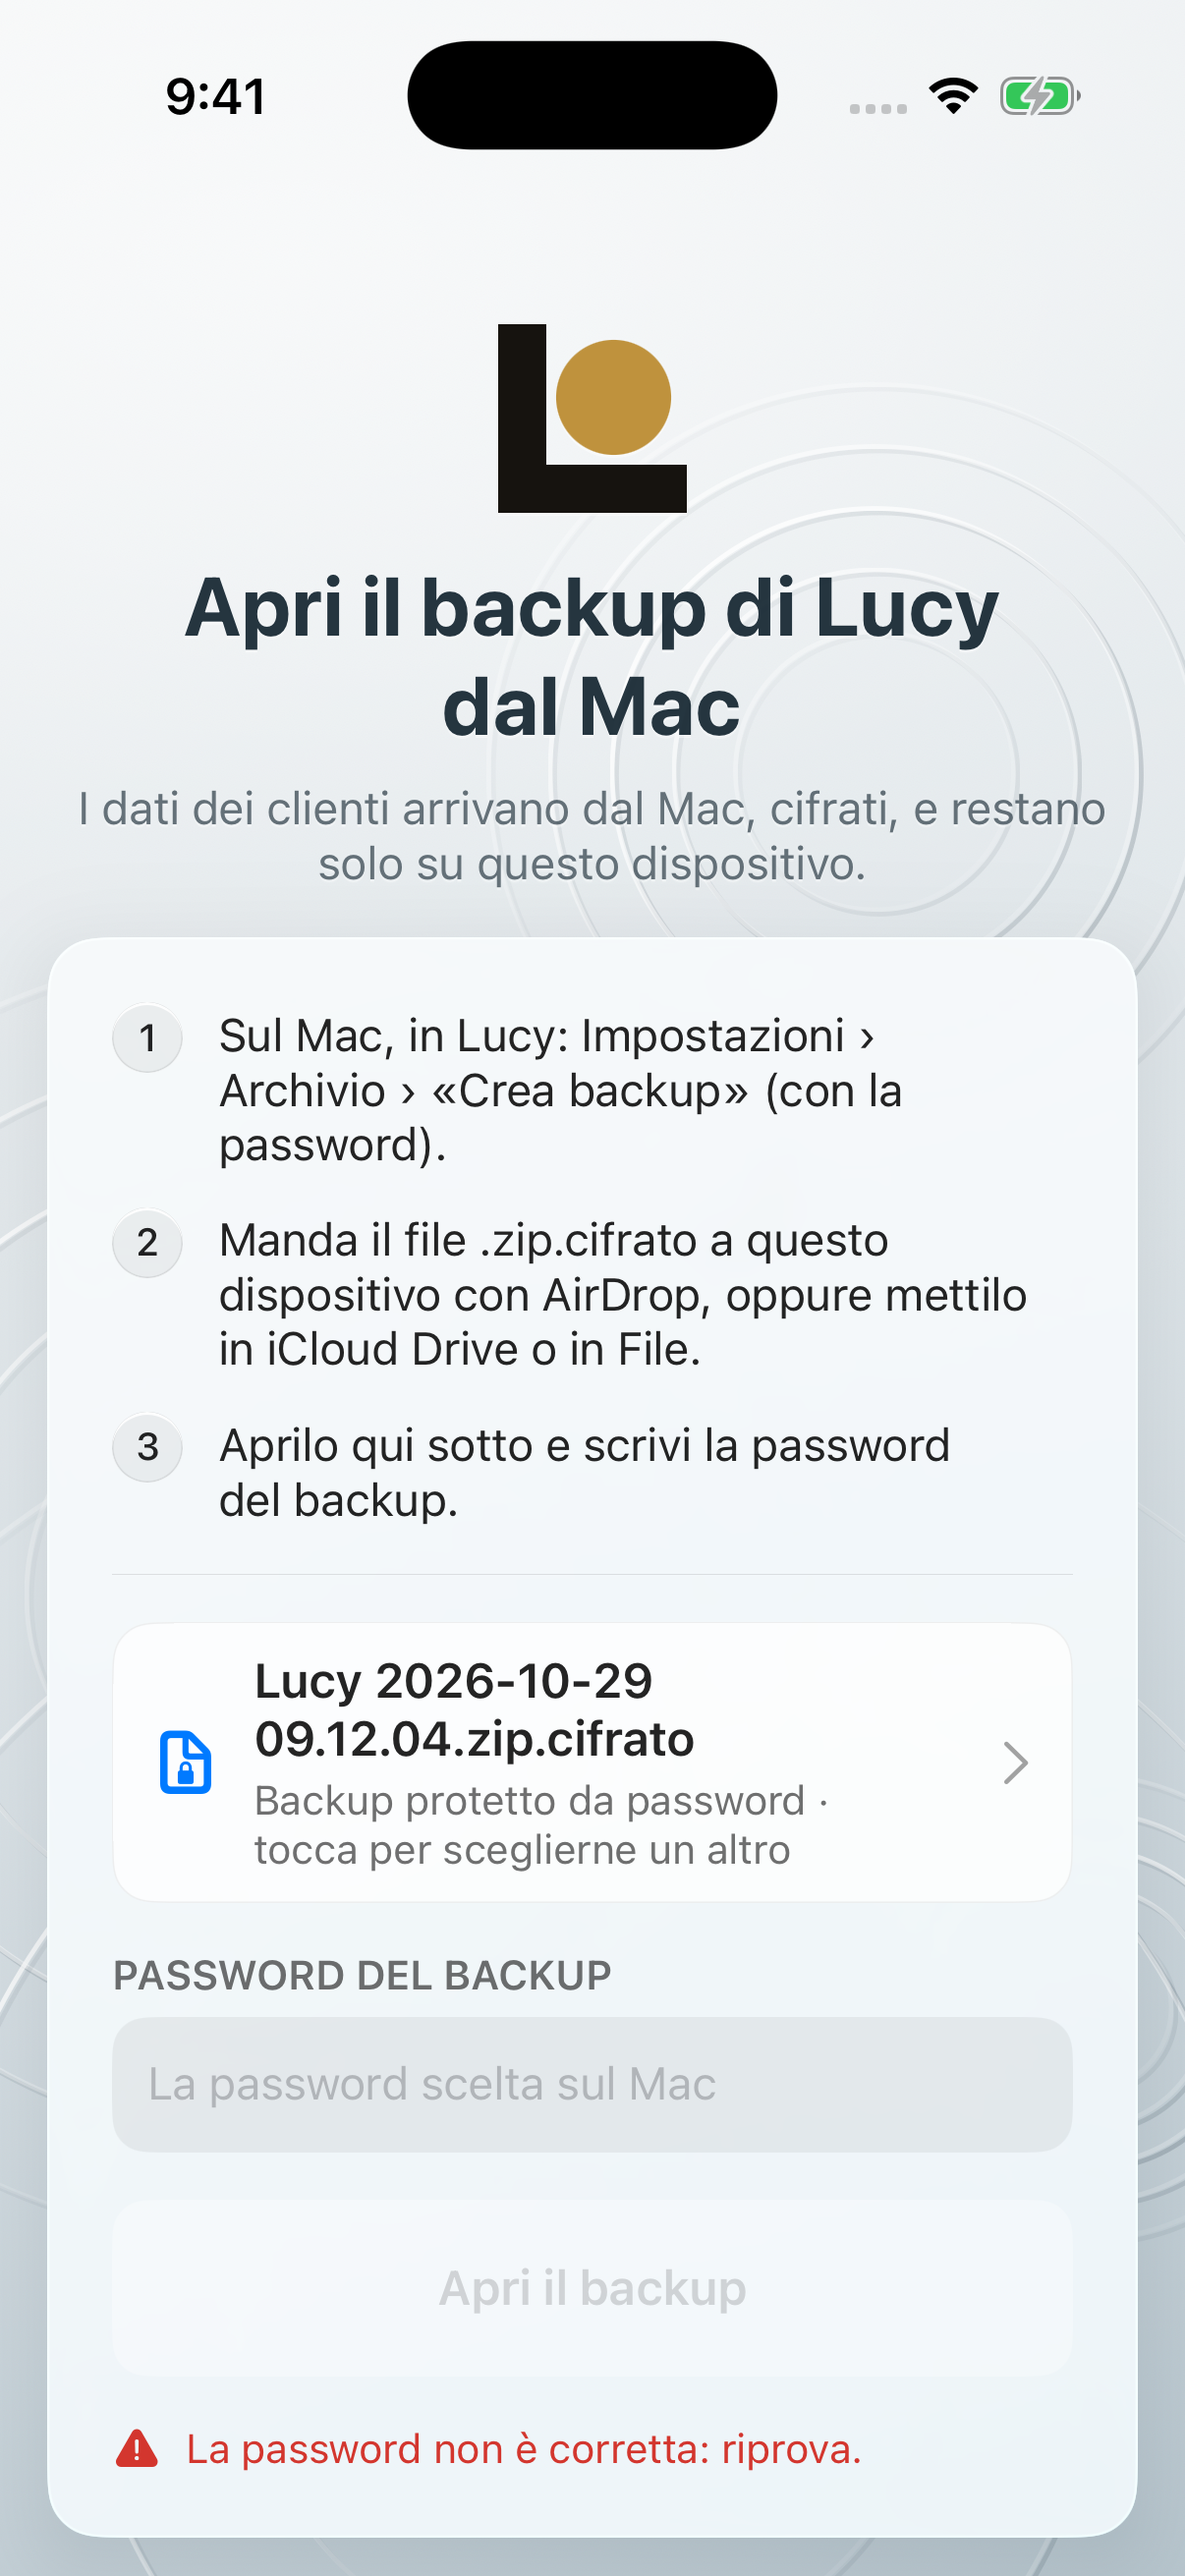 9:41
Apri il backup di Lucy
dal Mac
I dati dei clienti arrivano dal Mac, cifrati, e restano
solo su questo dispositivo.
1
Sul Mac, in Lucy: Impostazioni ›
Archivio › «Crea backup» (con la
password).
2
Manda il file .zip.cifrato a questo
dispositivo con AirDrop, oppure mettilo
in iCloud Drive o in File.
3
Aprilo qui sotto e scrivi la password
del backup.
Lucy 2026-10-29
09.12.04.zip.cifrato
Backup protetto da password ·
tocca per sceglierne un altro
PASSWORD DEL BACKUP
La password scelta sul Mac
Apri il backup
La password non è corretta: riprova.